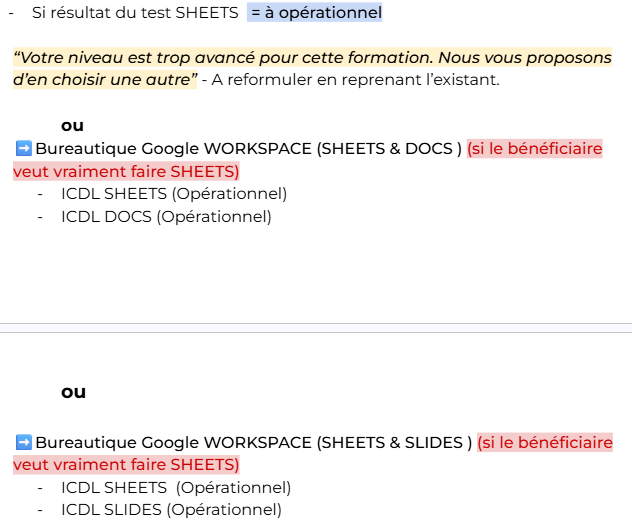 - Si résultat du test SHEETS = à opérationnel
“Votre niveau est trop avancé pour cette formation. Nous vous proposons
d’en choisir une autre” - A reformuler en reprenant l’existant.
ou
➡️ Bureautique Google WORKSPACE (SHEETS & DOCS ) (si le bénéficiaire
veut vraiment faire SHEETS)
- ICDL SHEETS (Opérationnel)
- ICDL DOCS (Opérationnel)
ou
➡️ Bureautique Google WORKSPACE (SHEETS & SLIDES ) (si le bénéficiaire
veut vraiment faire SHEETS)
- ICDL SHEETS (Opérationnel)
- ICDL SLIDES (Opérationnel)